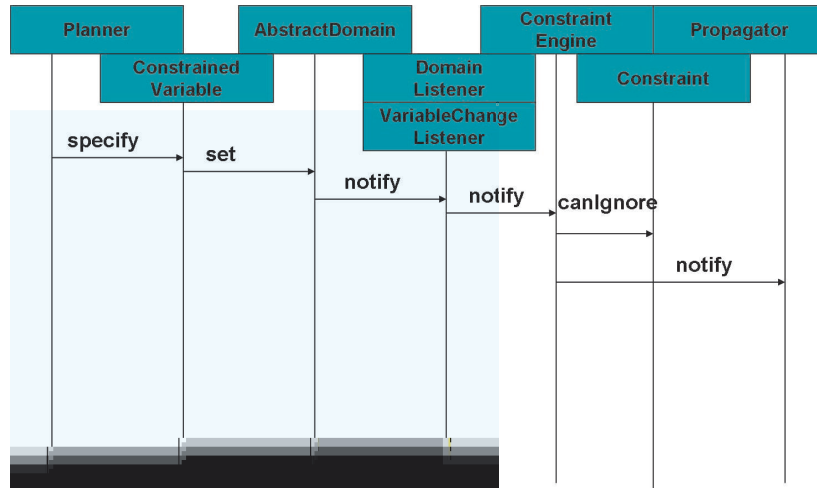 Planner
AbstractDomain
Constraint
Engine
Propagator
Constrained
Variable
Domain
Listener
Constraint
VariableChange
Listener
specify
set
notify
notify
canIgnore
notify